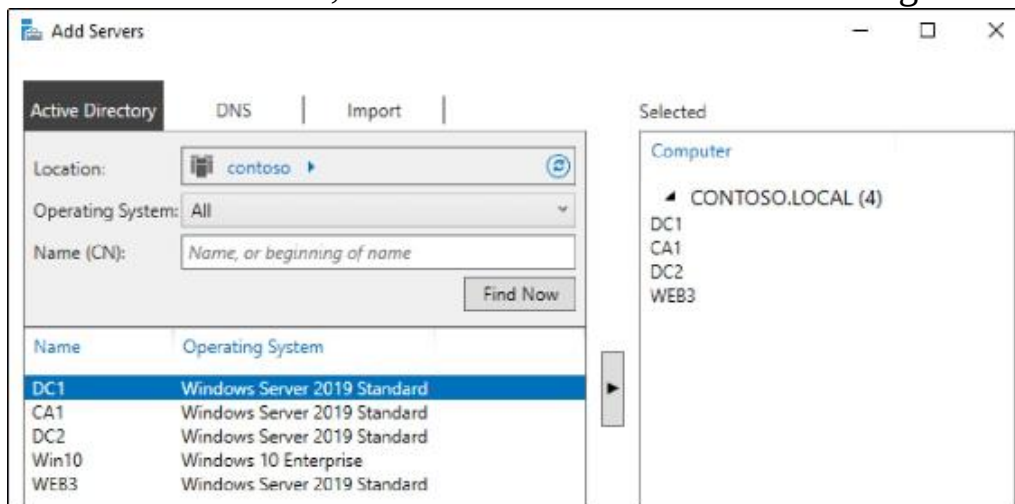 Add Servers
Active Directory DNS Import
Location: contoso
Operating System: All
Name (CN): Name, or beginning of name
Find Now
Name Operating System
DC1 Windows Server 2019 Standard
CA1 Windows Server 2019 Standard
DC2 Windows Server 2019 Standard
Win10 Windows 10 Enterprise
WEB3 Windows Server 2019 Standard
Selected
Computer
CONTOSO.LOCAL (4)
DC1
CA1
DC2
WEB3